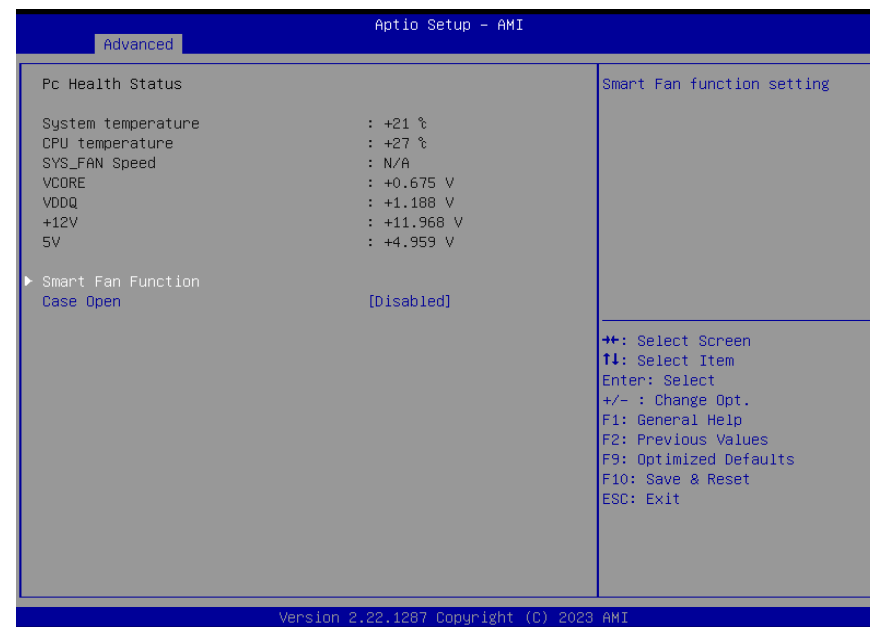 Aptio Setup – AMI
Advanced
Pc Health Status
System temperature : +21 ℃
CPU temperature : +27 ℃
SYS_FAN Speed : N/A
VCORE : +0.675 V
VDDQ : +1.188 V
+12V : +11.968 V
5V : +4.959 V
▶ Smart Fan Function
Case Open [Disabled]
Smart Fan function setting
→←: Select Screen
↑↓: Select Item
Enter: Select
+/- : Change Opt.
F1: General Help
F2: Previous Values
F9: Optimized Defaults
F10: Save & Reset
ESC: Exit
Version 2.22.1287 Copyright (C) 2023 AMI